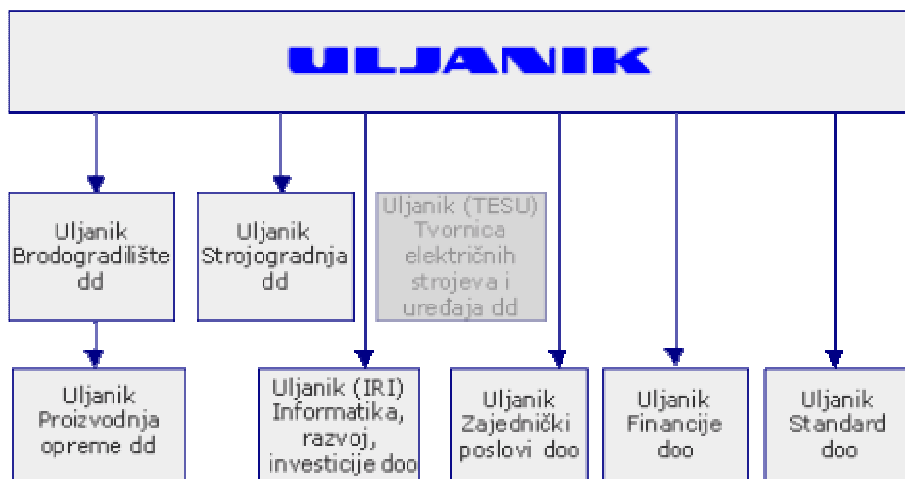 ULJANIK
Uljanik
Brodogradilište
dd
Uljanik
Strojogradnja
dd
Uljanik (TESU)
Tvornica
električnih
strojeva i
uređaja dd
Uljanik
Proizvodnja
opreme dd
Uljanik (IRI)
Informatika,
razvoj,
investicije doo
Uljanik
Zajednički
poslovi doo
Uljanik
Financije
doo
Uljanik
Standard
doo